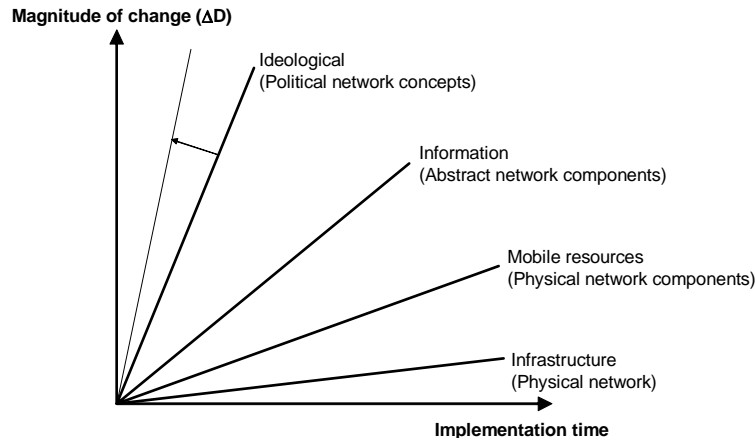 Magnitude of change (ΔD)
Ideological
(Political network concepts)
Information
(Abstract network components)
Mobile resources
(Physical network components)
Infrastructure
(Physical network)
Implementation time